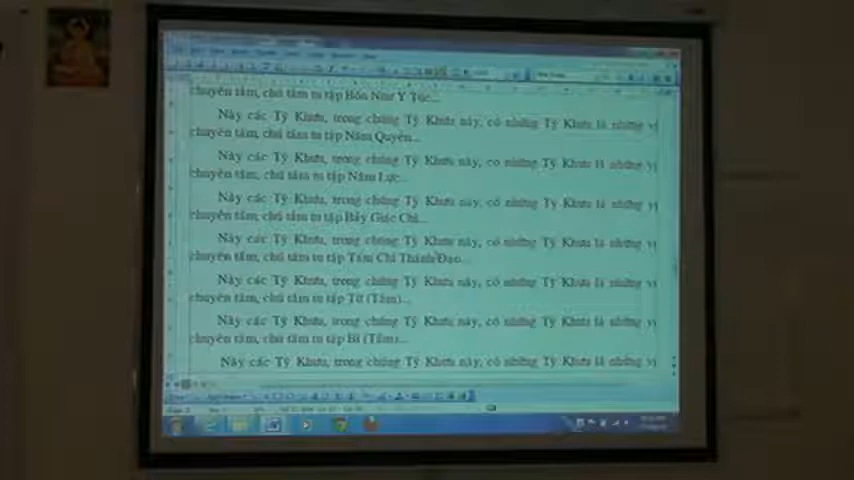 chuyên tâm, chú tâm tu tập Bốn Như Ý Túc...
Này các Tỳ Khưu, trong chúng Tỳ Khưu này, có những Tỳ Khưu là những vị
chuyên tâm, chú tâm tu tập Năm Quyền...
Này các Tỳ Khưu, trong chúng Tỳ Khưu này, có những Tỳ Khưu là những vị
chuyên tâm, chú tâm tu tập Năm Lực...
Này các Tỳ Khưu, trong chúng Tỳ Khưu này, có những Tỳ Khưu là những vị
chuyên tâm, chú tâm tu tập Bảy Giác Chi...
Này các Tỳ Khưu, trong chúng Tỳ Khưu này, có những Tỳ Khưu là những vị
chuyên tâm, chú tâm tu tập Tám Chi Thánh Đạo...
Này các Tỳ Khưu, trong chúng Tỳ Khưu này, có những Tỳ Khưu là những vị
chuyên tâm, chú tâm tu tập Từ (Tâm)...
Này các Tỳ Khưu, trong chúng Tỳ Khưu này, có những Tỳ Khưu là những vị
chuyên tâm, chú tâm tu tập Bi (Tâm)...
Này các Tỳ Khưu, trong chúng Tỳ Khưu này, có những Tỳ Khưu là những vị